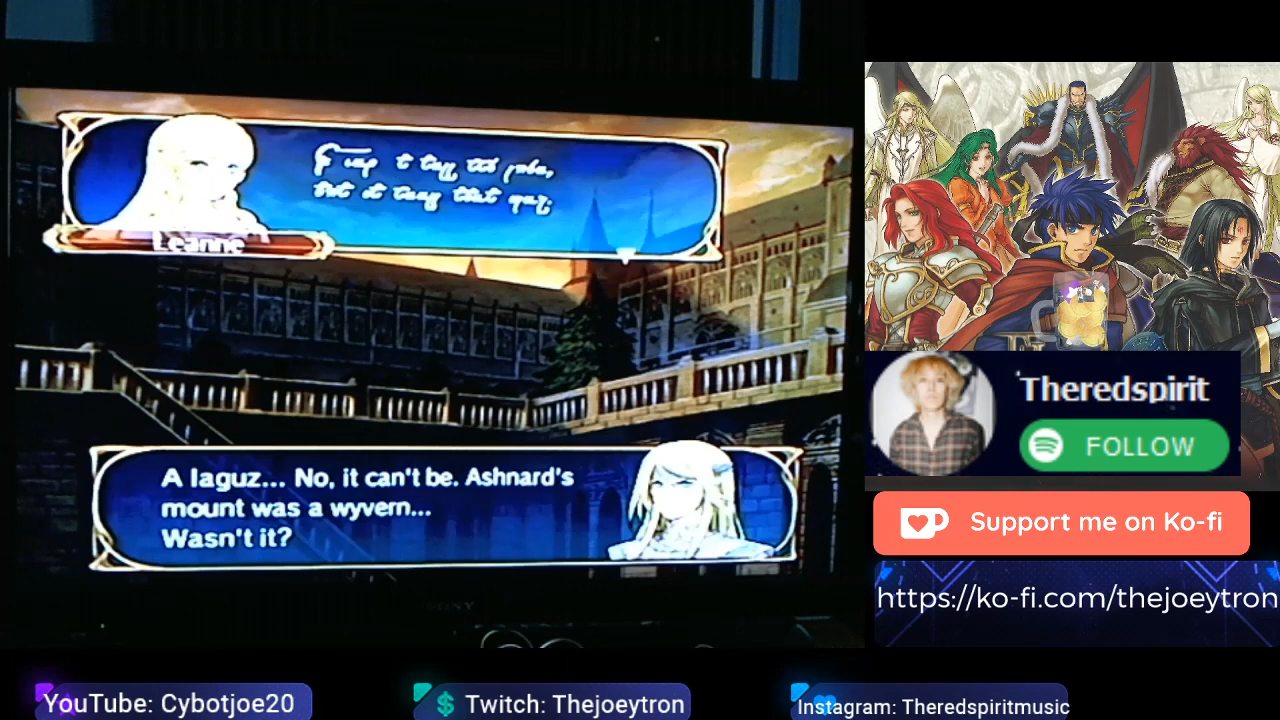 Leanne
A laguz... No, it can't be. Ashnard's
mount was a wyvern...
Wasn't it?
SONY
Theredspirit
FOLLOW
Support me on Ko-fi
https://ko-fi.com/thejoeytron
YouTube: Cybotjoe20
$ Twitch: Thejoeytron
Instagram: Theredspiritmusic